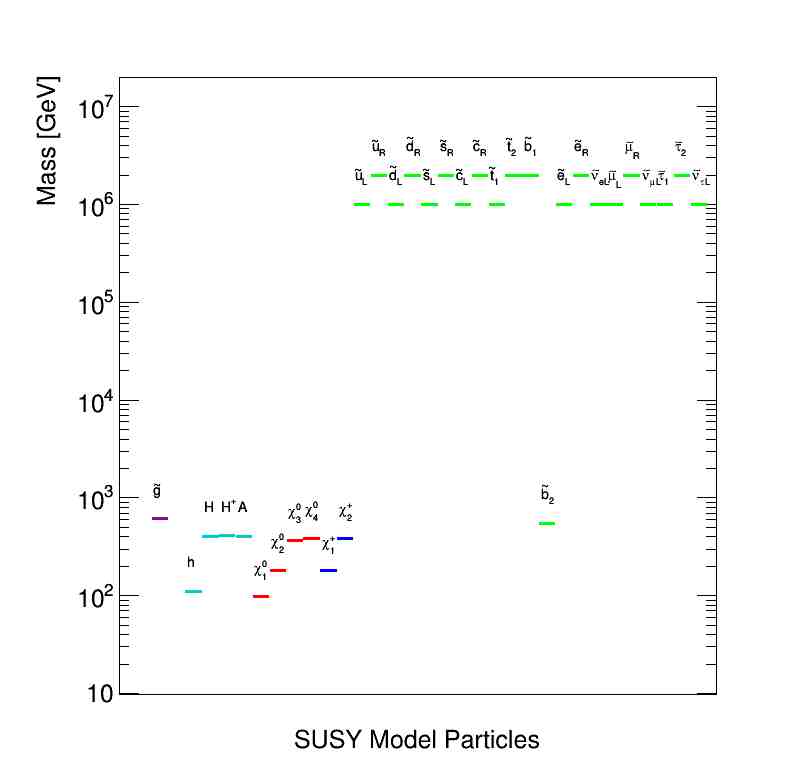 Mass [GeV]
10⁷
10⁶
10⁵
10⁴
10³
10²
10
ũ_R d̃_R s̃_R c̃_R t̃₂ b̃₁ ẽ_R μ̃_R τ̃₂
ũ_L d̃_L s̃_L c̃_L t̃₁ ẽ_L ν̃_eL μ̃_L ν̃_μL τ̃₁ ν̃_τL
g̃ b̃₂
H H⁺ A χ₃⁰ χ₄⁰ χ₂⁺
χ₂⁰ χ₁⁺
h χ₁⁰
SUSY Model Particles